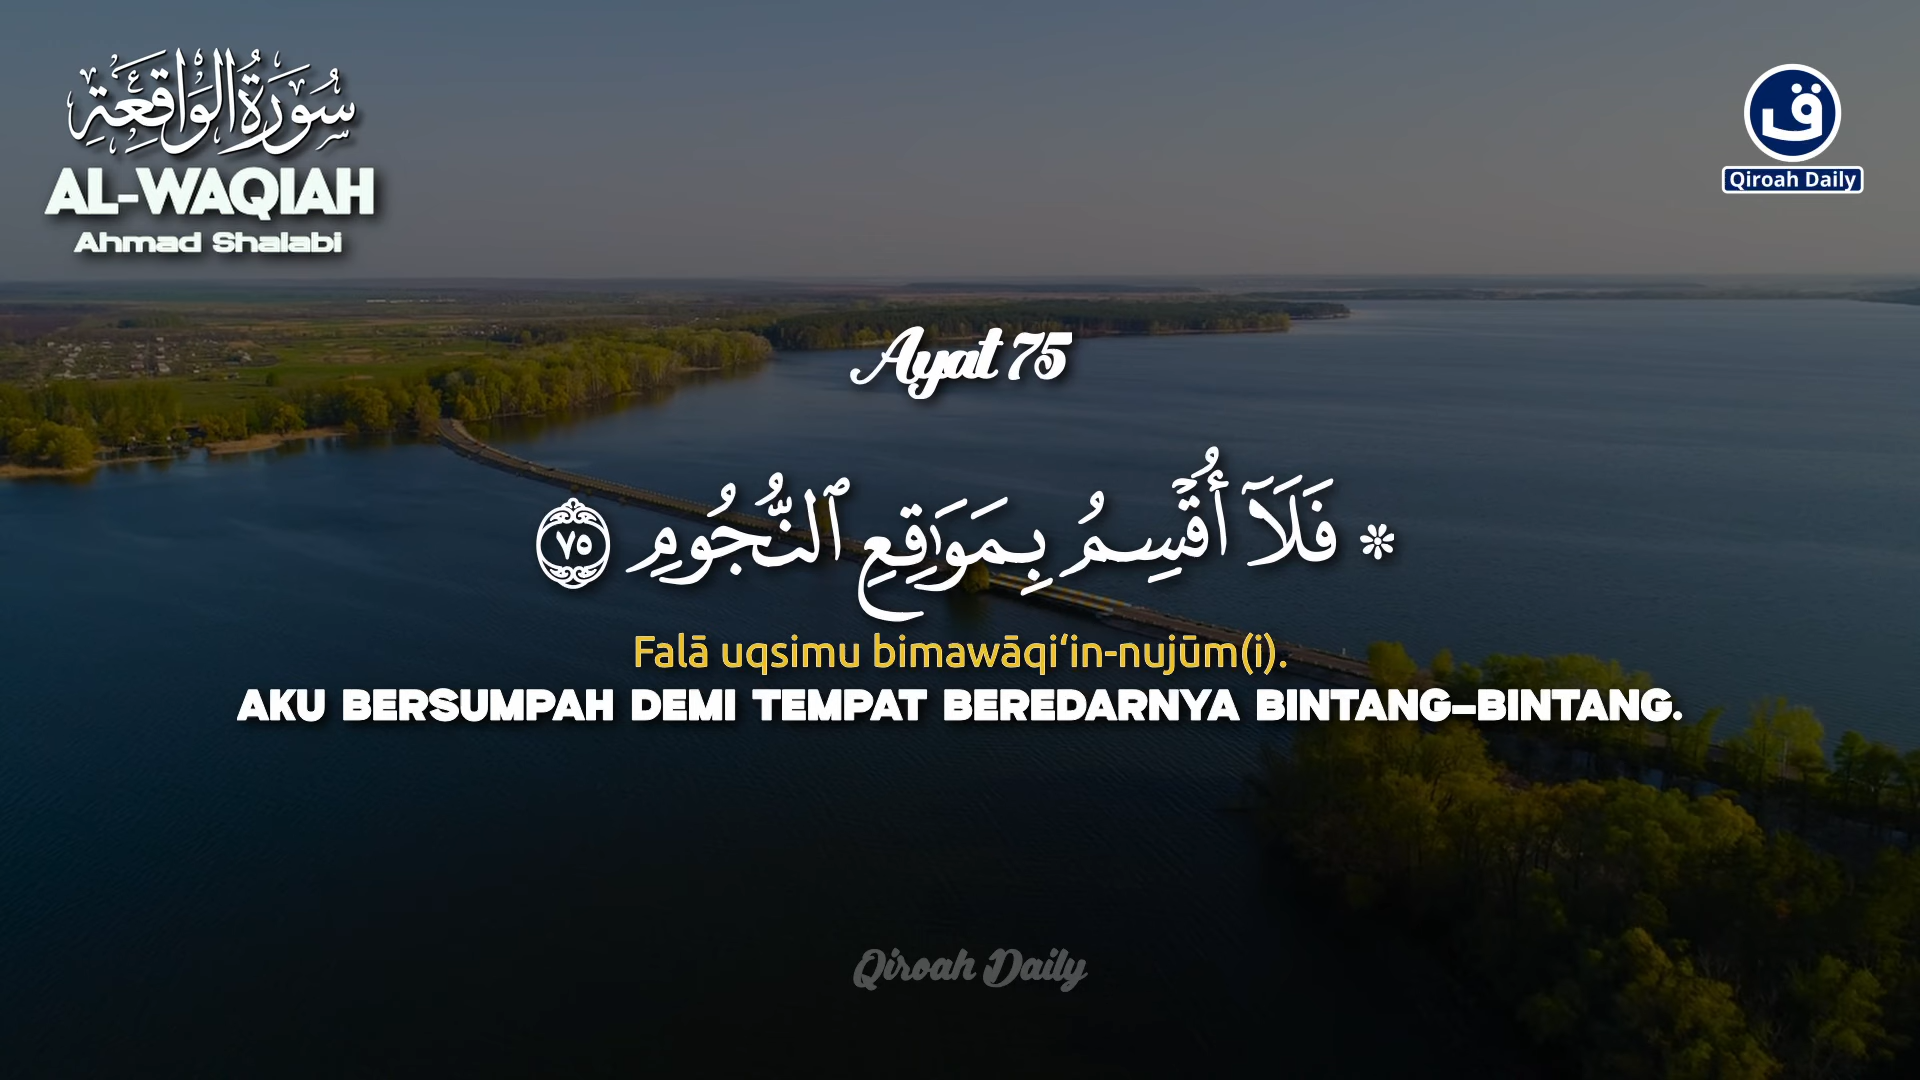 سُورَةُ الْوَاقِعَةِ
AL-WAQIAH
Ahmad Shalabi
ق
Qiroah Daily
Ayat 75
۞ فَلَآ أُقْسِمُ بِمَوَٰقِعِ ٱلنُّجُومِ ٧٥
Falā uqsimu bimawāqi‘in-nujūm(i).
AKU BERSUMPAH DEMI TEMPAT BEREDARNYA BINTANG-BINTANG.
Qiroah Daily